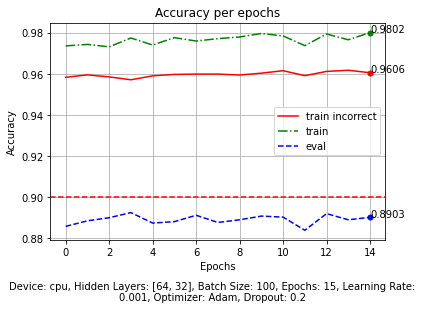 Accuracy per epochs
0.98
0.96
0.94
0.92
0.90
0.88
Accuracy
0.9802
0.9606
0.8903
train incorrect
train
eval
0 2 4 6 8 10 12 14
Epochs
Device: cpu, Hidden Layers: [64, 32], Batch Size: 100, Epochs: 15, Learning Rate:
0.001, Optimizer: Adam, Dropout: 0.2